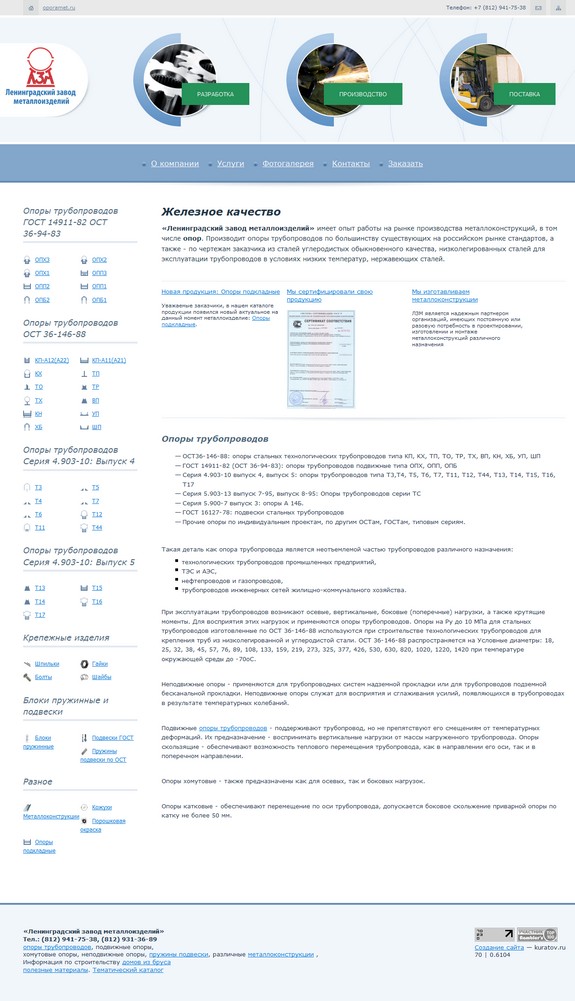 oporamet.ru
Телефон: +7 (812) 941-75-38
ЛЗА
Ленинградский завод
металлоизделий
РАЗРАБОТКА
ПРОИЗВОДСТВО
ПОСТАВКА
О компании
Услуги
Фотогалерея
Контакты
Заказать
Опоры трубопроводов
ГОСТ 14911-82 ОСТ
36-94-83
ОПХ3 ОПХ2
ОПХ1 ОПП3
ОПП2 ОПП1
ОПБ2 ОПБ1
Опоры трубопроводов
ОСТ 36-146-88
КП-А12(А22) КП-А11(А21)
КХ ТП
ТО ТР
ТХ ВП
КН УП
ХБ ШП
Опоры трубопроводов
Серия 4.903-10: Выпуск 4
Т3 Т5
Т4 Т7
Т6 Т12
Т11 Т44
Опоры трубопроводов
Серия 4.903-10: Выпуск 5
Т13 Т15
Т14 Т16
Т17
Крепежные изделия
Шпильки Гайки
Болты Шайбы
Блоки пружинные и
подвески
Блоки
пружинные
Подвески ГОСТ
Пружины
подвески по ОСТ
Разное
Металлоконструкции
Кожухи
Порошковая
окраска
Опоры
подкладные
Железное качество
«Ленинградский завод металлоизделий» имеет опыт работы на рынке производства металлоконструкций, в том
числе опор. Производит опоры трубопроводов по большинству существующих на российском рынке стандартов, а
также - по чертежам заказчика из сталей углеродистых обыкновенного качества, низколегированных сталей для
эксплуатации трубопроводов в условиях низких температур, нержавеющих сталей.
Новая продукция: Опоры подкладные
Уважаемые заказчики, в нашем каталоге
продукции появился новый актуальное на
данный момент металлоизделие: Опоры
подкладные.
Мы сертифицировали свою
продукцию
Мы изготавливаем
металлоконструкции
ЛЗМ является надежным партнером
организаций, имеющих постоянную или
разовую потребность в проектировании,
изготовлении и монтаже
металлоконструкций различного
назначения
Опоры трубопроводов
— ОСТ36-146-88: опоры стальных технологических трубопроводов типа КП, КХ, ТП, ТО, ТР, ТХ, ВП, КН, ХБ, УП, ШП
— ГОСТ 14911-82 (ОСТ 36-94-83): опоры трубопроводов подвижные типа ОПХ, ОПП, ОПБ
— Серия 4.903-10 выпуск 4, выпуск 5: опоры трубопроводов типа Т3,Т4, Т5, Т6, Т7, Т11, Т12, Т44, Т13, Т14, Т15, Т16,
Т17
— Серия 5.903-13 выпуск 7-95, выпуск 8-95: Опоры трубопроводов серии ТС
— Серия 5.900-7 выпуск 3: опоры А 14Б.
— ГОСТ 16127-78: подвески стальных трубопроводов
— Прочие опоры по индивидуальным проектам, по другим ОСТам, ГОСТам, типовым сериям.
Такая деталь как опора трубопровода является неотъемлемой частью трубопроводов различного назначения:
технологических трубопроводов промышленных предприятий,
ТЭС и АЭС,
нефтепроводов и газопроводов,
трубопроводов инженерных сетей жилищно-коммунального хозяйства.
При эксплуатации трубопроводов возникают осевые, вертикальные, боковые (поперечные) нагрузки, а также крутящие
моменты. Для восприятия этих нагрузок и применяются опоры трубопроводов. Опоры на Ру до 10 МПа для стальных
трубопроводов изготовленные по ОСТ 36-146-88 используются при строительстве технологических трубопроводов для
крепления труб из низколегированной и углеродистой стали. ОСТ 36-146-88 распространяется на Условные диаметры: 18,
25, 32, 38, 45, 57, 76, 89, 108, 133, 159, 219, 273, 325, 377, 426, 530, 630, 820, 1020, 1220, 1420 при температуре
окружающей среды до -70оС.
Неподвижные опоры - применяются для трубопроводных систем надземной прокладки или для трубопроводов подземной
бесканальной прокладки. Неподвижные опоры служат для восприятия и сглаживания усилий, появляющихся в трубопроводах
в результате температурных колебаний.
Подвижные опоры трубопроводов - поддерживают трубопровод, но не препятствуют его смещениям от температурных
деформаций. Их предназначение - воспринимать вертикальные нагрузки от массы нагруженного трубопровода. Опоры
скользящие - обеспечивают возможность теплового перемещения трубопровода, как в направлении его оси, так и в
поперечном направлении.
Опоры хомутовые - также предназначены как для осевых, так и боковых нагрузок.
Опоры катковые - обеспечивают перемещение по оси трубопровода, допускается боковое скольжение приварной опоры по
катку не более 50 мм.
«Ленинградский завод металлоизделий»
Тел.: (812) 941-75-38, (812) 931-36-89
опоры трубопроводов, подвижные опоры,
хомутовые опоры, неподвижные опоры, пружины подвески, различные металлоконструкции ,
Информация по строительству домов из бруса
полезные материалы. Тематический каталог
Создание сайта — kuratov.ru
70 | 0.6104